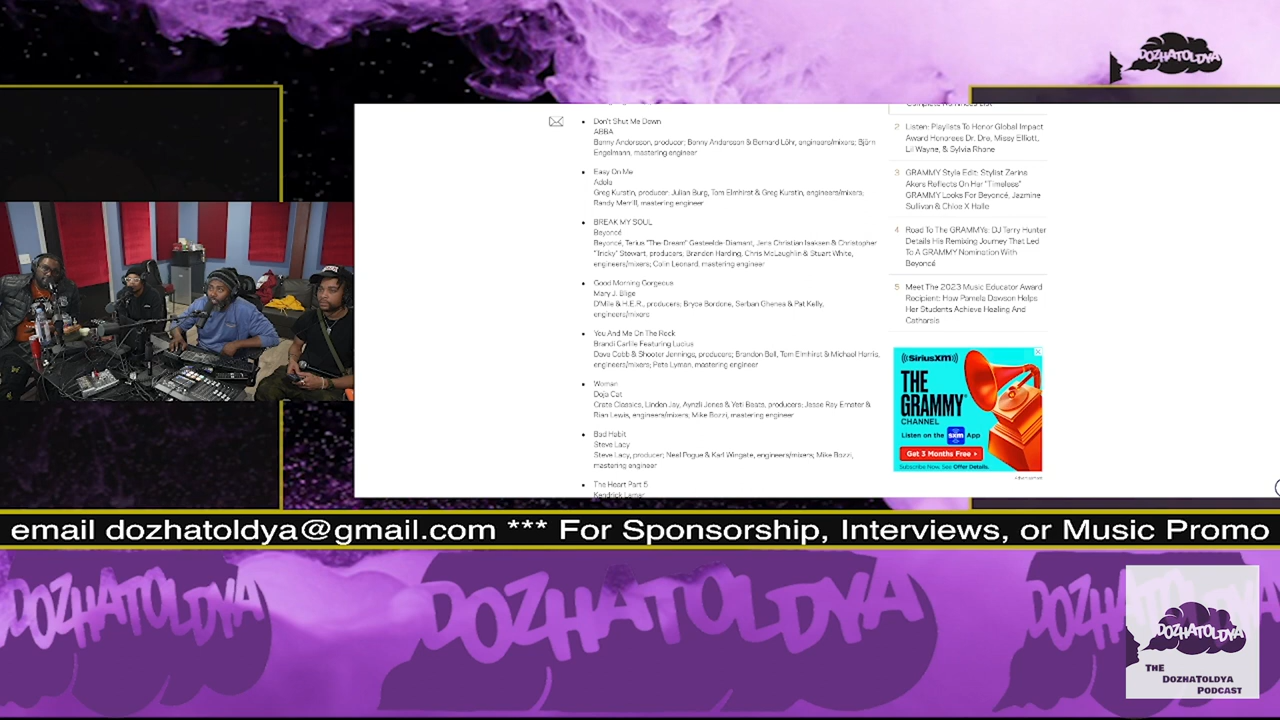 DOZHATOLDYA
Complete Nominees List
Don't Shut Me Down
ABBA
Benny Andersson, producer; Benny Andersson & Bernard Löhr, engineers/mixers; Björn
Engelmann, mastering engineer
Easy On Me
Adele
Greg Kurstin, producer; Julian Burg, Tom Elmhirst & Greg Kurstin, engineers/mixers;
Randy Merrill, mastering engineer
BREAK MY SOUL
Beyoncé
Beyoncé, Terius "The-Dream" Gesteelde-Diamant, Jens Christian Isaksen & Christopher
"Tricky" Stewart, producers; Brandon Harding, Chris McLaughlin & Stuart White,
engineers/mixers; Colin Leonard, mastering engineer
Good Morning Gorgeous
Mary J. Blige
D'Mile & H.E.R., producers; Bryce Bordone, Serban Ghenea & Pat Kelly,
engineers/mixers
You And Me On The Rock
Brandi Carlile Featuring Lucius
Dave Cobb & Shooter Jennings, producers; Brandon Bell, Tom Elmhirst & Michael Harris,
engineers/mixers; Pete Lyman, mastering engineer
Woman
Doja Cat
Crate Classics, Linden Jay, Aynzli Jones & Yeti Beats, producers; Jesse Ray Ernster &
Rian Lewis, engineers/mixers; Mike Bozzi, mastering engineer
Bad Habit
Steve Lacy
Steve Lacy, producer; Neal Pogue & Karl Wingate, engineers/mixers; Mike Bozzi,
mastering engineer
The Heart Part 5
Kendrick Lamar
2 Listen: Playlists To Honor Global Impact
Award Honorees Dr. Dre, Missy Elliott,
Lil Wayne, & Sylvia Rhone
3 GRAMMY Style Edit: Stylist Zerina
Akers Reflects On Her "Timeless"
GRAMMY Looks For Beyoncé, Jazmine
Sullivan & Chloe X Halle
4 Road To The GRAMMYs: DJ Terry Hunter
Details His Remixing Journey That Led
To A GRAMMY Nomination With
Beyoncé
5 Meet The 2023 Music Educator Award
Recipient: How Pamela Dawson Helps
Her Students Achieve Healing And
Catharsis
((SiriusXM))
THE
GRAMMY
CHANNEL
Listen on the sxm App
Get 3 Months Free
Subscribe Now. See Offer Details.
Advertisement
email dozhatoldya@gmail.com *** For Sponsorship, Interviews, or Music Promo
DOZHATOLDYA
DOZHATOLDYA
DOZHATOLDYA
THE
DOZHATOLDYA
PODCAST